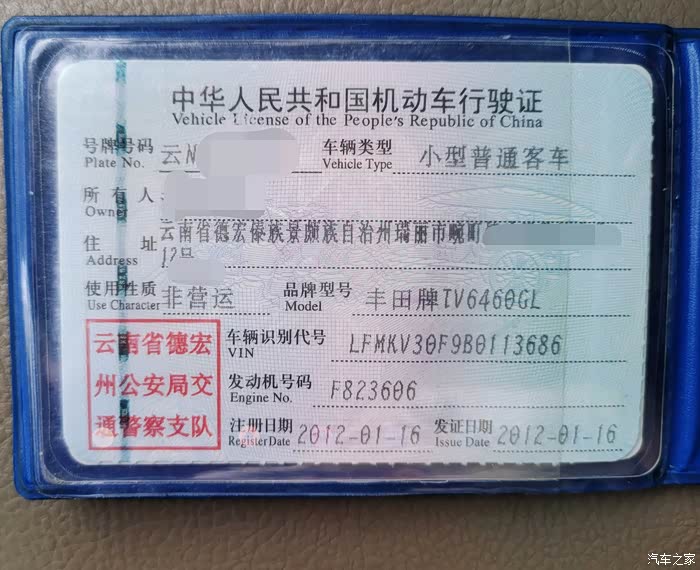 中华人民共和国机动车行驶证
Vehicle License of the People's Republic of China
号牌号码 云N 车辆类型 小型普通客车
Plate No. Vehicle Type
所有人
Owner
住址 云南省德宏傣族景颇族自治州瑞丽市畹町
Address 12号
使用性质 非营运 品牌型号 丰田牌TV6460GL
Use Character Model
云南省德宏
州公安局交
通警察支队
车辆识别代号 LFMKV30F9B0113686
VIN
发动机号码 F823606
Engine No.
注册日期 2012-01-16 发证日期 2012-01-16
Register Date Issue Date
汽车之家